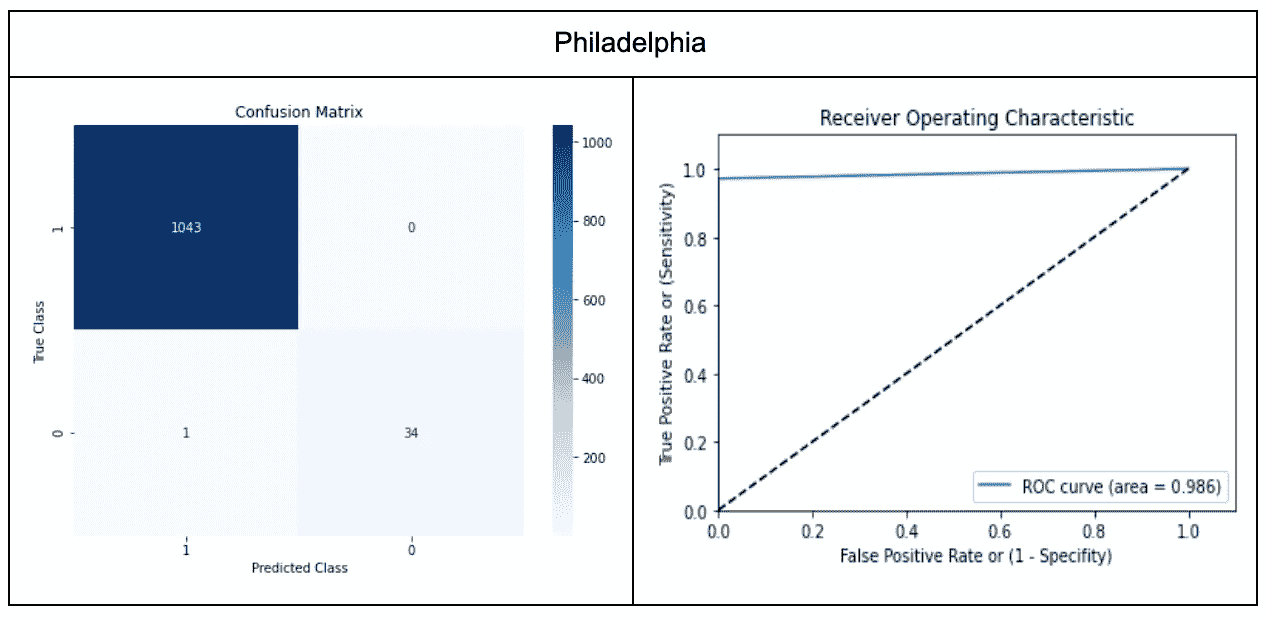 Philadelphia
Confusion Matrix
1043 0
1 34
1
0
True Class
1 0
Predicted Class
1000
800
600
400
200
Receiver Operating Characteristic
True Positive Rate or (Sensitivity)
1.0
0.8
0.6
0.4
0.2
0.0
ROC curve (area = 0.986)
0.0 0.2 0.4 0.6 0.8 1.0
False Positive Rate or (1 - Specifity)